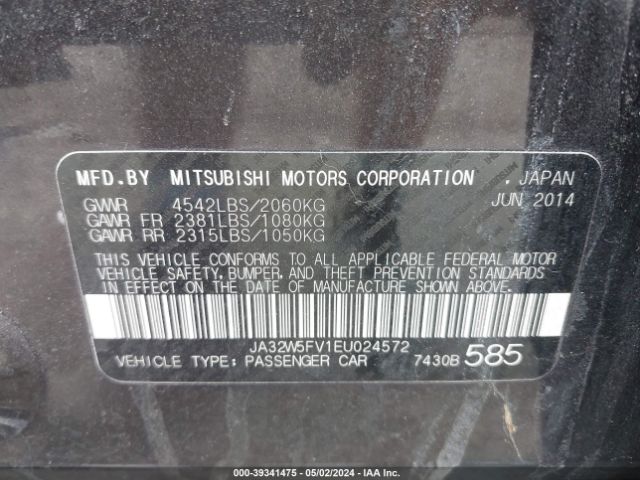 MFD.BY MITSUBISHI MOTORS CORPORATION , JAPAN
GVWR 4542LBS/2060KG JUN 2014
GAWR FR 2381LBS/1080KG
GAWR RR 2315LBS/1050KG
THIS VEHICLE CONFORMS TO ALL APPLICABLE FEDERAL MOTOR
VEHICLE SAFETY, BUMPER, AND THEFT PREVENTION STANDARDS
IN EFFECT ON THE DATE OF MANUFACTURE SHOWN ABOVE.
JA32W5FV1EU024572
VEHICLE TYPE: PASSENGER CAR 7430B 585
000-39341475 - 05/02/2024 - IAA Inc.